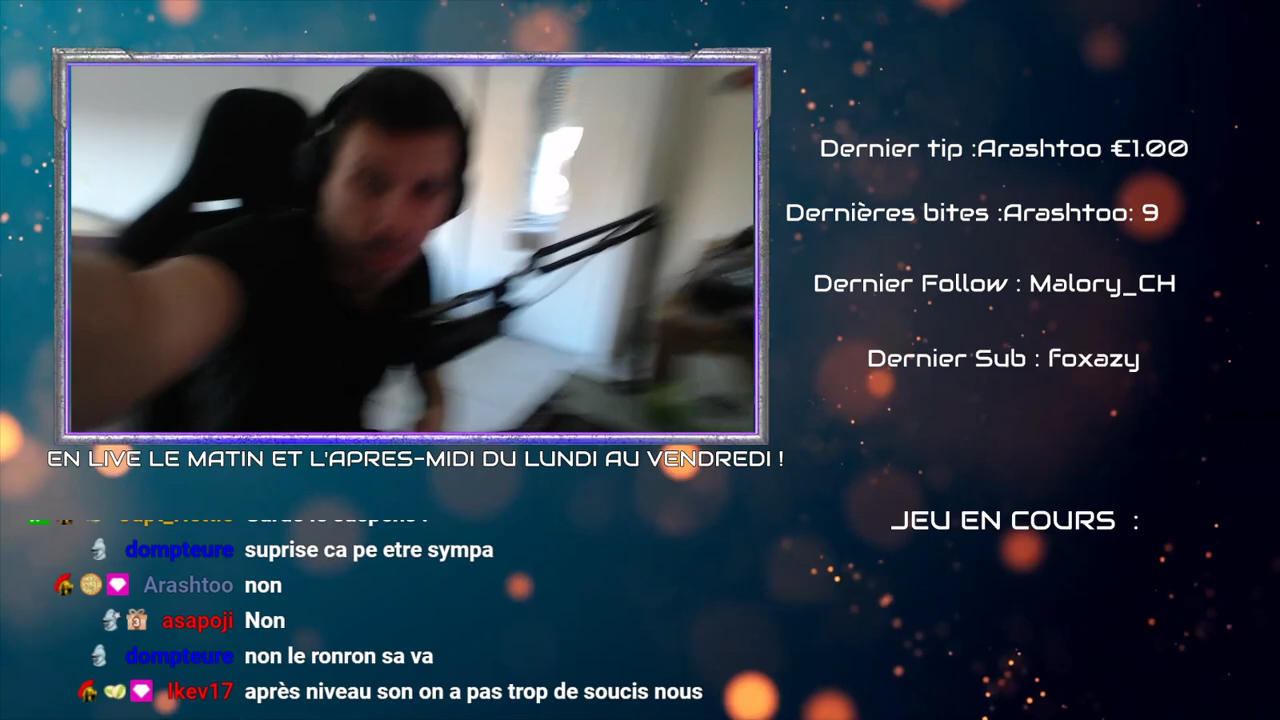 Dernier tip :Arashtoo €1.00
Dernières bites :Arashtoo: 9
Dernier Follow : Malory_CH
Dernier Sub : foxazy
EN LIVE LE MATIN ET L'APRES-MIDI DU LUNDI AU VENDREDI !
JEU EN COURS :
dompteure suprise ca pe etre sympa
Arashtoo non
asapoji Non
dompteure non le ronron sa va
Ikev17 après niveau son on a pas trop de soucis nous